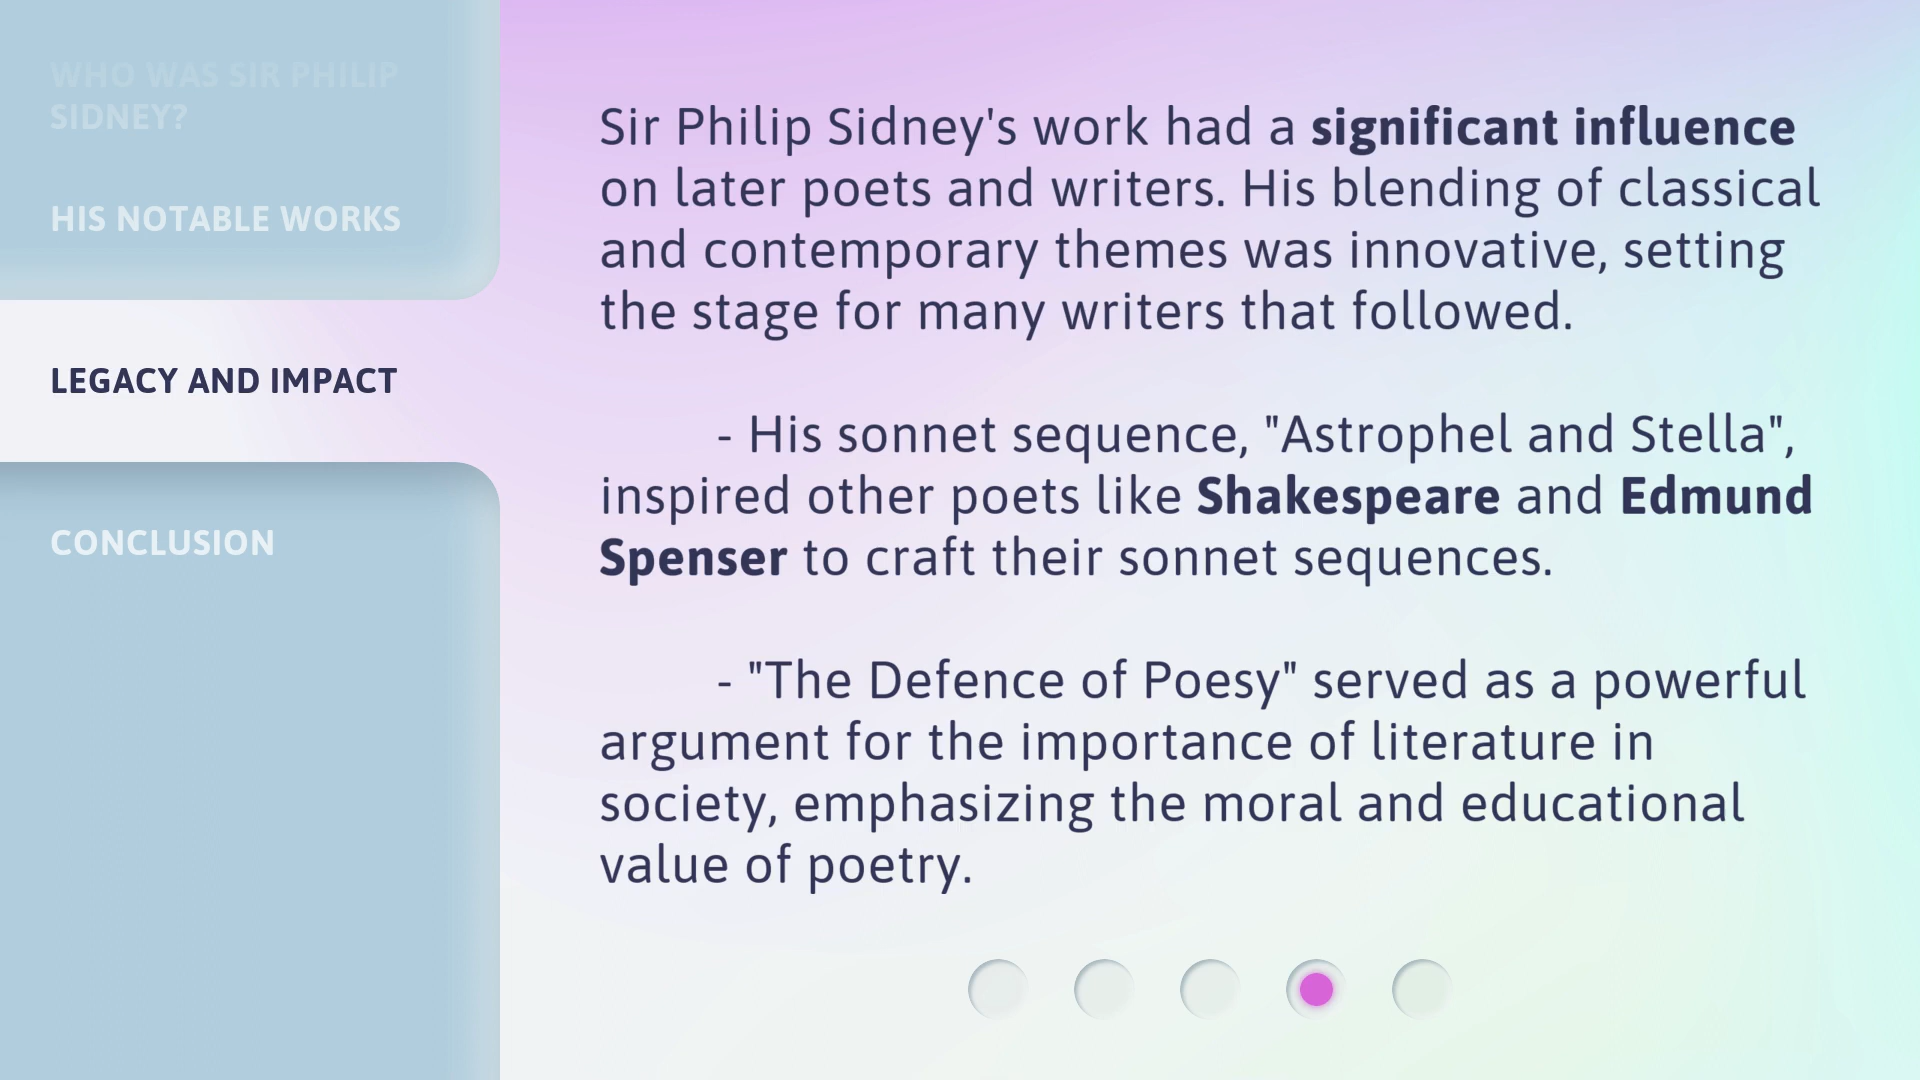 WHO WAS SIR PHILIP
SIDNEY?
HIS NOTABLE WORKS
LEGACY AND IMPACT
CONCLUSION
Sir Philip Sidney's work had a significant influence
on later poets and writers. His blending of classical
and contemporary themes was innovative, setting
the stage for many writers that followed.
- His sonnet sequence, "Astrophel and Stella",
inspired other poets like Shakespeare and Edmund
Spenser to craft their sonnet sequences.
- "The Defence of Poesy" served as a powerful
argument for the importance of literature in
society, emphasizing the moral and educational
value of poetry.